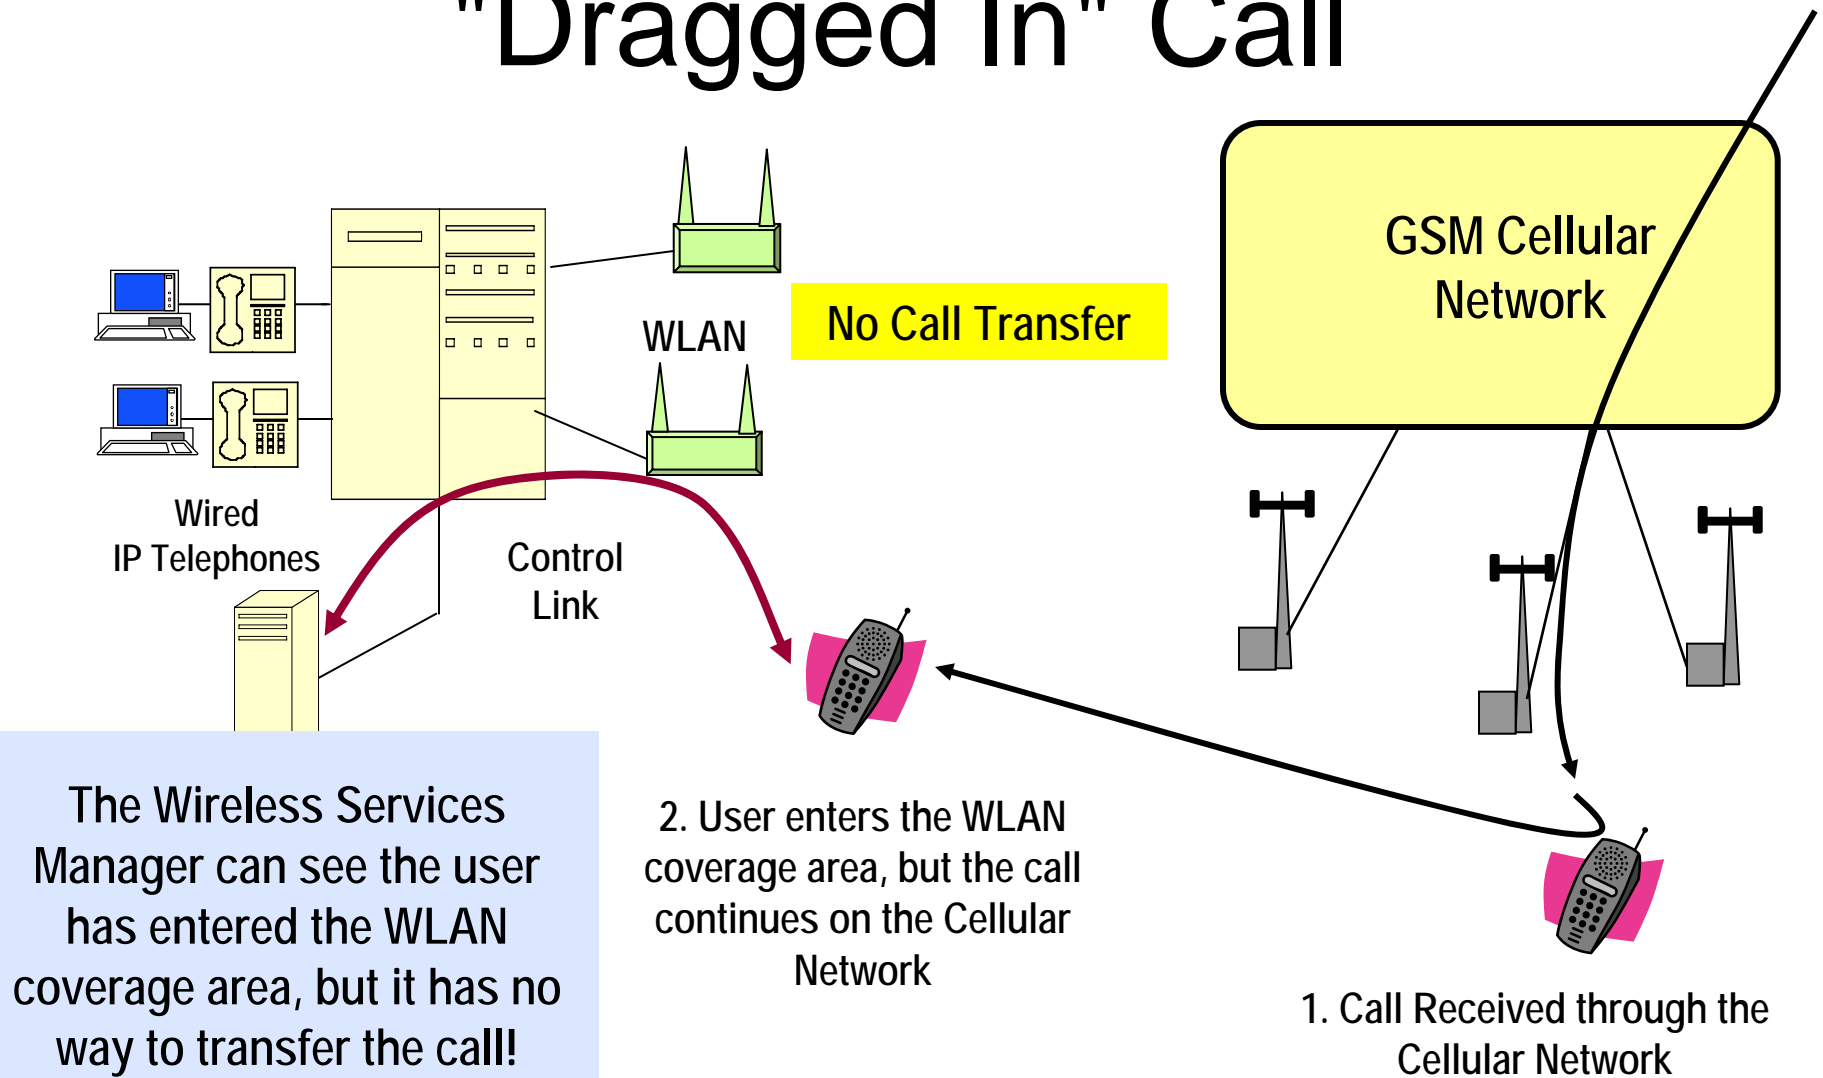 "Dragged In" Call
GSM Cellular
Network
WLAN
No Call Transfer
Wired
IP Telephones
Control
Link
The Wireless Services
Manager can see the user
has entered the WLAN
coverage area, but it has no
way to transfer the call!
2. User enters the WLAN
coverage area, but the call
continues on the Cellular
Network
1. Call Received through the
Cellular Network